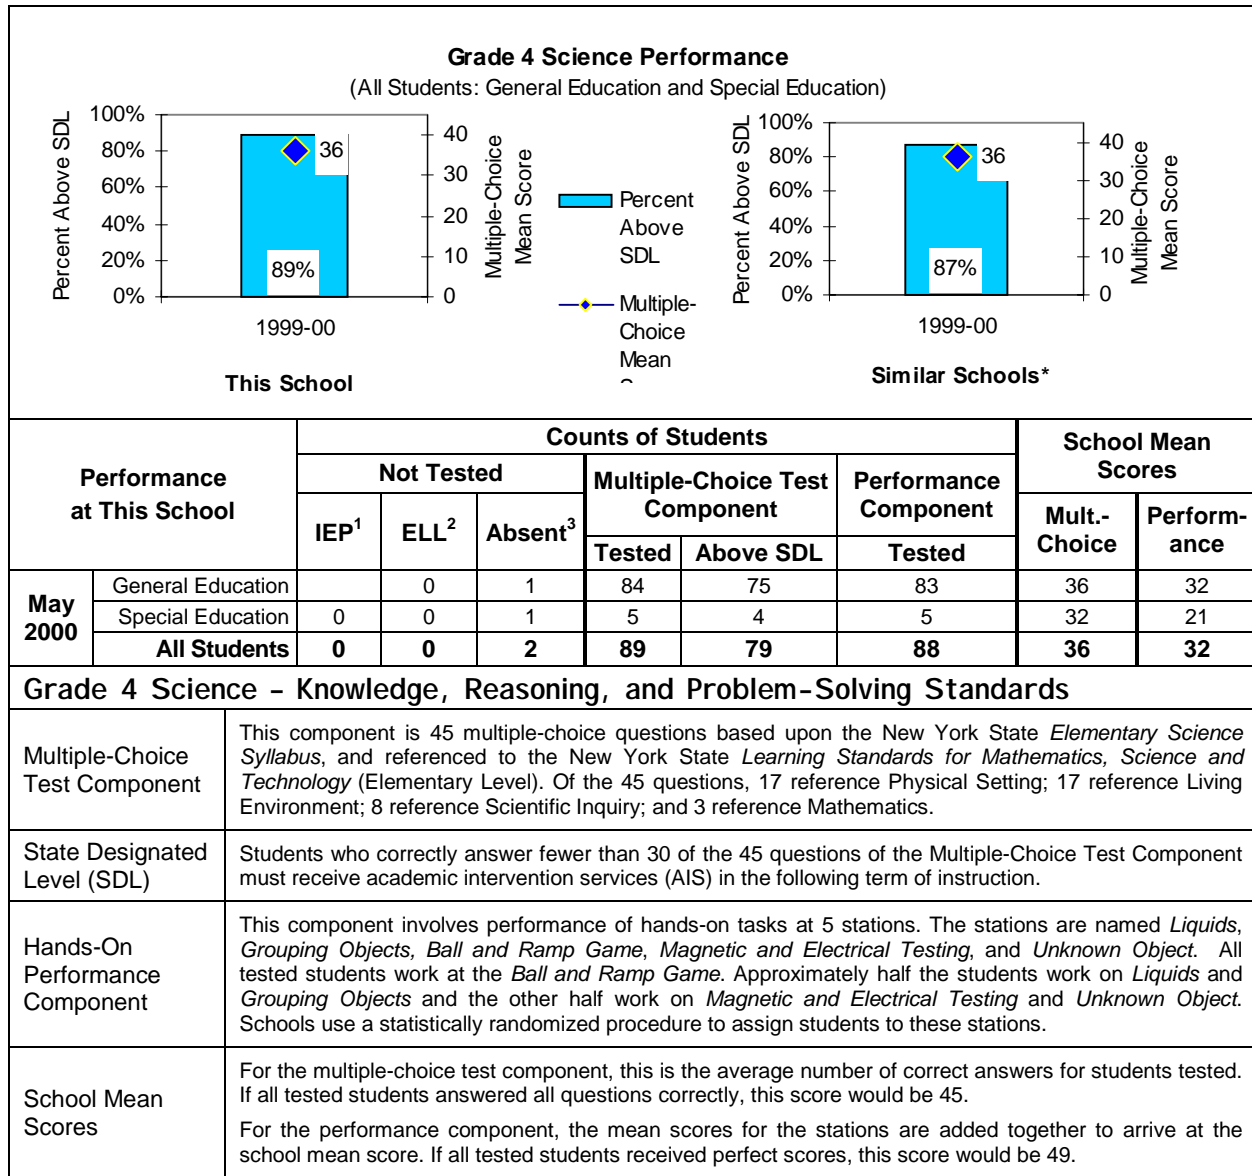 Grade 4 Science Performance
(All Students: General Education and Special Education)
Percent Above SDL
100%
80%
60%
40%
20%
0%
36
89%
40
30
20
10
0
Multiple-Choice
Mean Score
1999-00
This School
Percent
Above
SDL
Multiple-
Choice
Mean
Percent Above SDL
100%
80%
60%
40%
20%
0%
36
87%
40
30
20
10
0
Multiple-Choice
Mean Score
1999-00
Similar Schools*
Performance
at This School
Counts of Students
School Mean
Scores
Not Tested
Multiple-Choice Test
Component
Performance
Component
IEP1 ELL2 Absent3
Tested Above SDL Tested
Mult.-
Choice
Perform-
ance
May
2000
General Education 0 1 84 75 83 36 32
Special Education 0 0 1 5 4 5 32 21
All Students 0 0 2 89 79 88 36 32
Grade 4 Science – Knowledge, Reasoning, and Problem-Solving Standards
Multiple-Choice
Test Component
This component is 45 multiple-choice questions based upon the New York State Elementary Science
Syllabus, and referenced to the New York State Learning Standards for Mathematics, Science and
Technology (Elementary Level). Of the 45 questions, 17 reference Physical Setting; 17 reference Living
Environment; 8 reference Scientific Inquiry; and 3 reference Mathematics.
State Designated
Level (SDL)
Students who correctly answer fewer than 30 of the 45 questions of the Multiple-Choice Test Component
must receive academic intervention services (AIS) in the following term of instruction.
Hands-On
Performance
Component
This component involves performance of hands-on tasks at 5 stations. The stations are named Liquids,
Grouping Objects, Ball and Ramp Game, Magnetic and Electrical Testing, and Unknown Object. All
tested students work at the Ball and Ramp Game. Approximately half the students work on Liquids and
Grouping Objects and the other half work on Magnetic and Electrical Testing and Unknown Object.
Schools use a statistically randomized procedure to assign students to these stations.
School Mean
Scores
For the multiple-choice test component, this is the average number of correct answers for students tested.
If all tested students answered all questions correctly, this score would be 45.
For the performance component, the mean scores for the stations are added together to arrive at the
school mean score. If all tested students received perfect scores, this score would be 49.